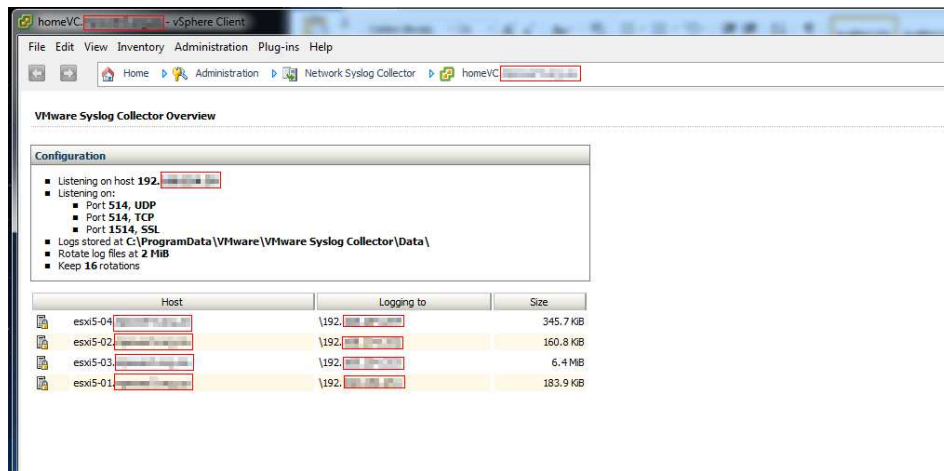 homeVC. - vSphere Client
File Edit View Inventory Administration Plug-ins Help
Home Administration Network Syslog Collector homeVC.
VMware Syslog Collector Overview
Configuration
Listening on host 192.
Listening on:
Port 514, UDP
Port 514, TCP
Port 1514, SSL
Logs stored at C:\ProgramData\VMware\VMware Syslog Collector\Data\
Rotate log files at 2 MiB
Keep 16 rotations
Host Logging to Size
esxi5-04. \192. 345.7 KiB
esxi5-02. \192. 160.8 KiB
esxi5-03. \192. 6.4 MiB
esxi5-01. \192. 183.9 KiB